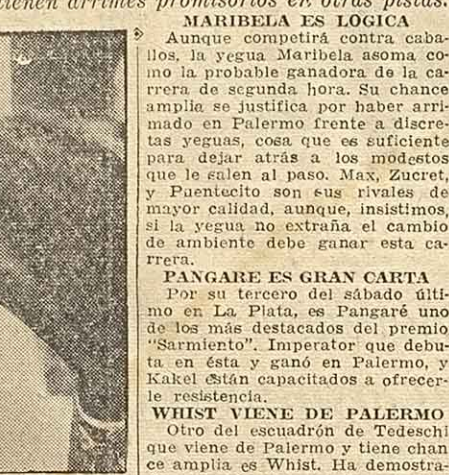 tienen arrimes promisorios en otras pistas.
MARIBELA ES LOGICA
Aunque competirá contra caba-
llos, la yegua Maribela asoma co-
mo la probable ganadora de la ca-
rrera de segunda hora. Su chance
amplia se justifica por haber arri-
mado en Palermo frente a discre-
tas yeguas, cosa que es suficiente
para dejar atrás a los modestos
que le salen al paso. Max, Zucret,
y Puentecito son sus rivales de
mayor calidad, aunque, insistimos,
si la yegua no extraña el cambio
de ambiente debe ganar esta ca-
rrera.
PANGARE ES GRAN CARTA
Por su tercero del sábado últi-
mo en La Plata, es Pangaré uno
de los más destacados del premio
"Sarmiento". Imperator que debu-
ta en ésta y ganó en Palermo, y
Kakel están capacitados a ofrecer-
le resistencia.
WHIST VIENE DE PALERMO
Otro del escuadrón de Tedeschi
que viene de Palermo y tiene chan
ce amplia es Whist. Ha demostra-